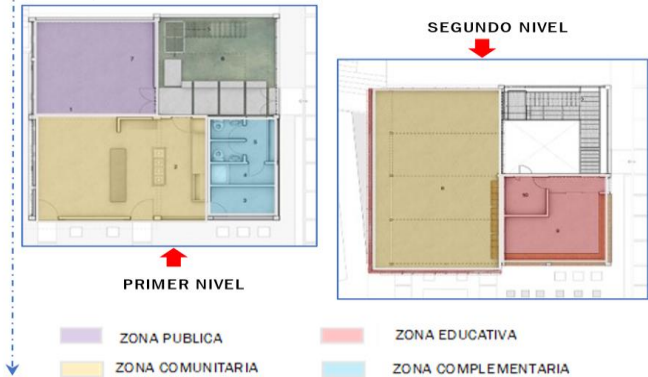 SEGUNDO NIVEL
PRIMER NIVEL
ZONA PUBLICA
ZONA EDUCATIVA
ZONA COMUNITARIA
ZONA COMPLEMENTARIA